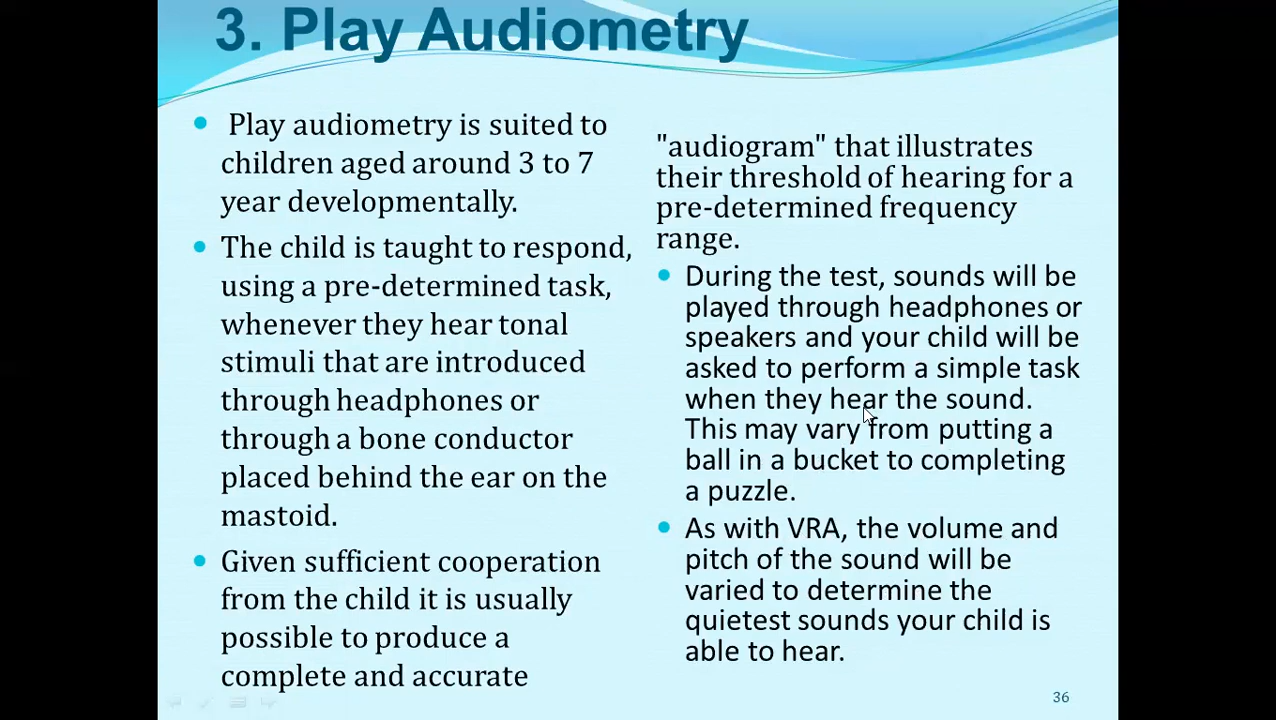 3. Play Audiometry
Play audiometry is suited to
children aged around 3 to 7
year developmentally.
The child is taught to respond,
using a pre-determined task,
whenever they hear tonal
stimuli that are introduced
through headphones or
through a bone conductor
placed behind the ear on the
mastoid.
Given sufficient cooperation
from the child it is usually
possible to produce a
complete and accurate
"audiogram" that illustrates
their threshold of hearing for a
pre-determined frequency
range.
During the test, sounds will be
played through headphones or
speakers and your child will be
asked to perform a simple task
when they hear the sound.
This may vary from putting a
ball in a bucket to completing
a puzzle.
As with VRA, the volume and
pitch of the sound will be
varied to determine the
quietest sounds your child is
able to hear.
36